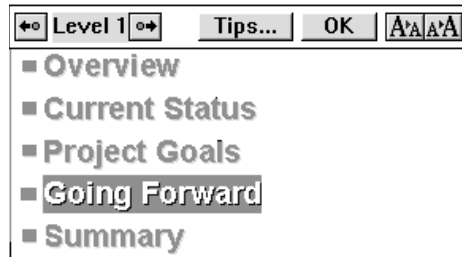 Level 1 Tips... OK A A A A
Overview
Current Status
Project Goals
Going Forward
Summary